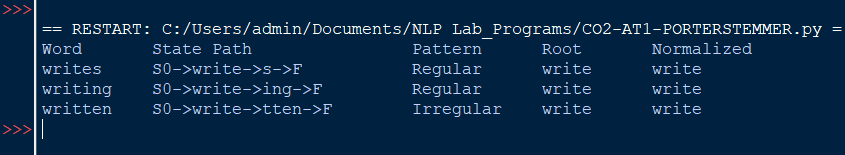 >>>
== RESTART: C:/Users/admin/Documents/NLP Lab_Programs/CO2-AT1-PORTERSTEMMER.py =
Word State Path Pattern Root Normalized
writes S0->write->s->F Regular write write
writing S0->write->ing->F Regular write write
written S0->write->tten->F Irregular write write
>>>